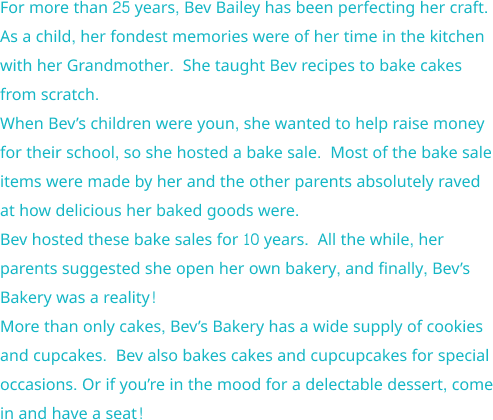 For more than 25 years, Bev Bailey has been perfecting her craft.
As a child, her fondest memories were of her time in the kitchen
with her Grandmother.  She taught Bev recipes to bake cakes
from scratch.
When Bev's children were youn, she wanted to help raise money
for their school, so she hosted a bake sale.  Most of the bake sale
items were made by her and the other parents absolutely raved
at how delicious her baked goods were.
Bev hosted these bake sales for 10 years.  All the while, her
parents suggested she open her own bakery, and finally, Bev's
Bakery was a reality!
More than only cakes, Bev's Bakery has a wide supply of cookies
and cupcakes.  Bev also bakes cakes and cupcupcakes for special
occasions. Or if you're in the mood for a delectable dessert, come
in and have a seat!